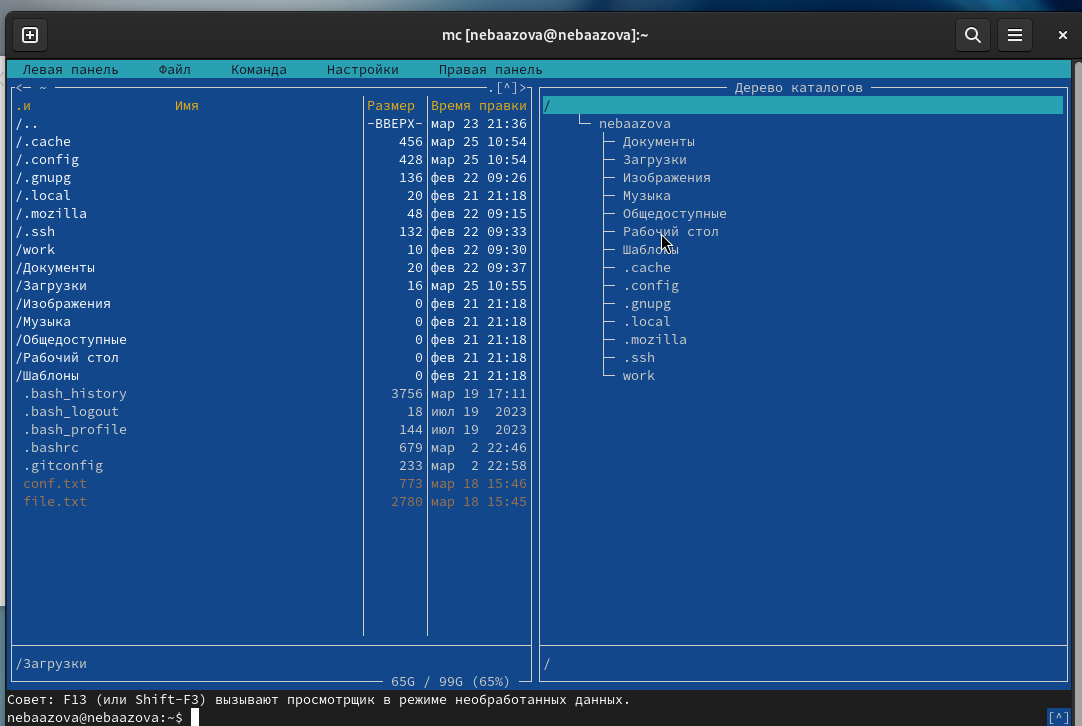 mc [nebaazova@nebaazova]:~
Левая панель Файл Команда Настройки Правая панель
<─ ~ .[^]>
.и Имя Размер Время правки
/.. -ВВЕРХ- мар 23 21:36
/.cache 456 мар 25 10:54
/.config 428 мар 25 10:54
/.gnupg 136 фев 22 09:26
/.local 20 фев 21 21:18
/.mozilla 48 фев 22 09:15
/.ssh 132 фев 22 09:33
/work 10 фев 22 09:30
/Документы 20 фев 22 09:37
/Загрузки 16 мар 25 10:55
/Изображения 0 фев 21 21:18
/Музыка 0 фев 21 21:18
/Общедоступные 0 фев 21 21:18
/Рабочий стол 0 фев 21 21:18
/Шаблоны 0 фев 21 21:18
.bash_history 3756 мар 19 17:11
.bash_logout 18 июл 19 2023
.bash_profile 144 июл 19 2023
.bashrc 679 мар 2 22:46
.gitconfig 233 мар 2 22:58
conf.txt 773 мар 18 15:46
file.txt 2780 мар 18 15:45
/Загрузки
65G / 99G (65%)
Дерево каталогов
/
nebaazova
Документы
Загрузки
Изображения
Музыка
Общедоступные
Рабочий стол
Шаблоны
.cache
.config
.gnupg
.local
.mozilla
.ssh
work
/
Совет: F13 (или Shift-F3) вызывают просмотрщик в режиме необработанных данных.
nebaazova@nebaazova:~$ [^]